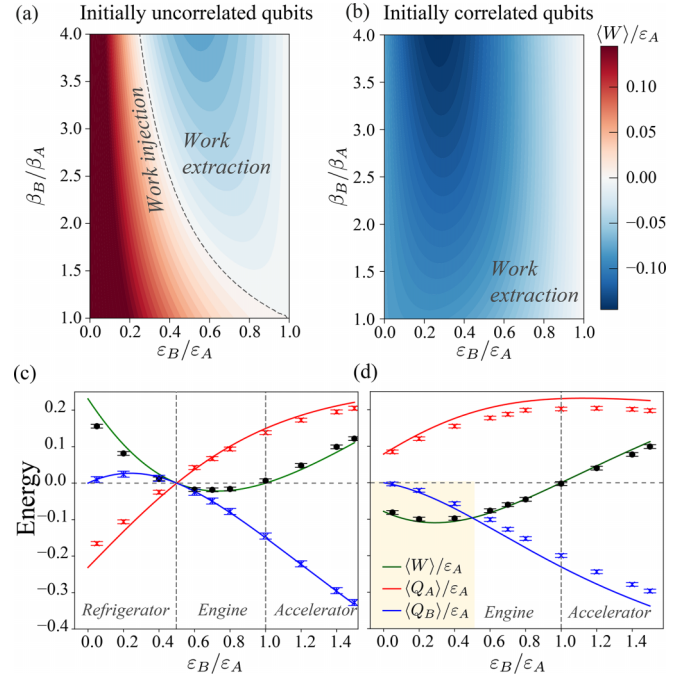 (a) Initially uncorrelated qubits
(b) Initially correlated qubits
⟨W⟩/ε_A
4.0
3.5
3.0
2.5
2.0
1.5
1.0
β_B/β_A
Work injection
Work
extraction
0.0 0.2 0.4 0.6 0.8 1.0
ε_B/ε_A
4.0
3.5
3.0
2.5
2.0
1.5
1.0
β_B/β_A
Work
extraction
0.0 0.2 0.4 0.6 0.8 1.0
ε_B/ε_A
0.10
0.05
0.00
−0.05
−0.10
(c)
(d)
Energy
0.2
0.1
0.0
−0.1
−0.2
−0.3
−0.4
Refrigerator Engine Accelerator
0.0 0.2 0.4 0.6 0.8 1.0 1.2 1.4
ε_B/ε_A
⟨W⟩/ε_A
⟨Q_A⟩/ε_A
⟨Q_B⟩/ε_A
Engine Accelerator
0.0 0.2 0.4 0.6 0.8 1.0 1.2 1.4
ε_B/ε_A